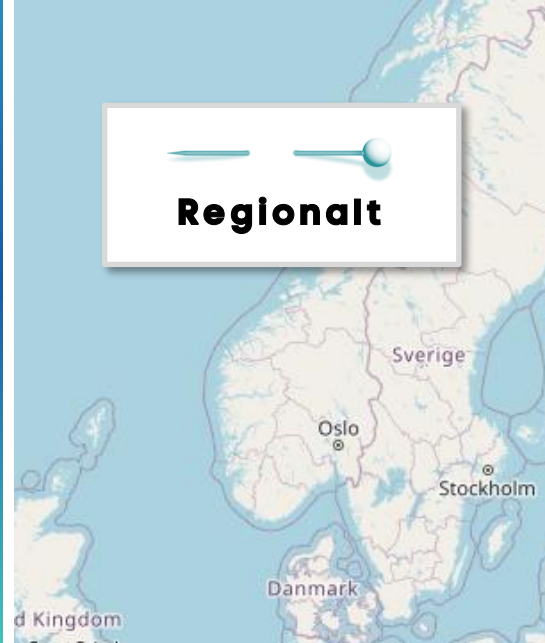 Regionalt
Sverige
Oslo
Stockholm
Danmark
d Kingdom